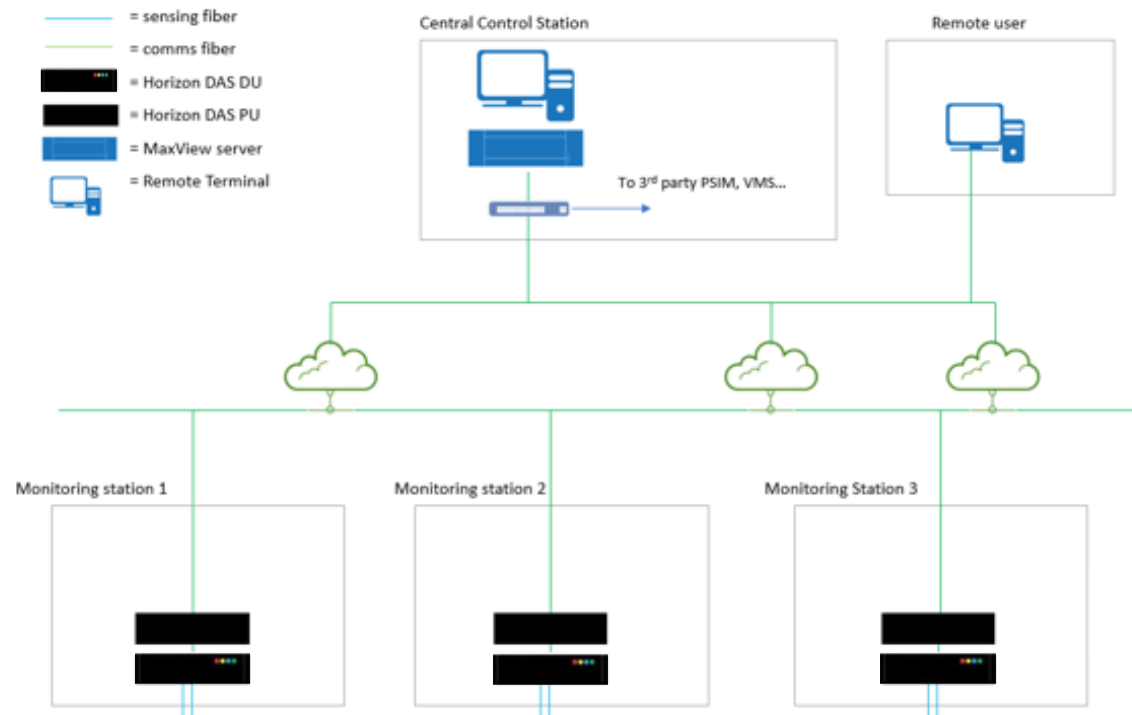 = sensing fiber
= comms fiber
= Horizon DAS DU
= Horizon DAS PU
= MaxView server
= Remote Terminal
Central Control Station
To 3rd party PSIM, VMS...
Remote user
Monitoring station 1
Monitoring station 2
Monitoring Station 3